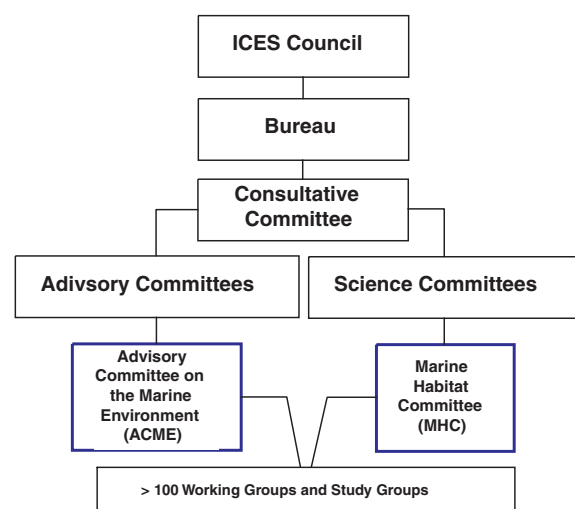 ICES Council
Bureau
Consultative
Committee
Adivsory Committees
Science Committees
Advisory
Committee on
the Marine
Environment
(ACME)
Marine
Habitat
Committee
(MHC)
> 100 Working Groups and Study Groups